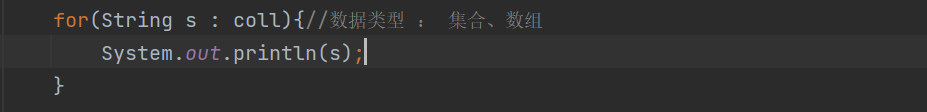 for(String s : coll){//数据类型 ： 集合、数组
    System.out.println(s);
}